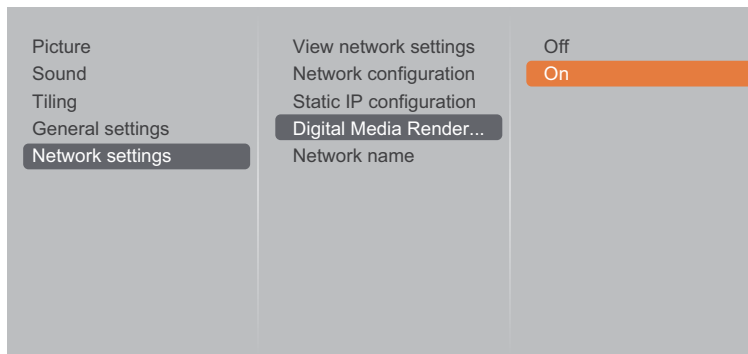 Picture
Sound
Tiling
General settings
Network settings
View network settings
Network configuration
Static IP configuration
Digital Media Render...
Network name
Off
On